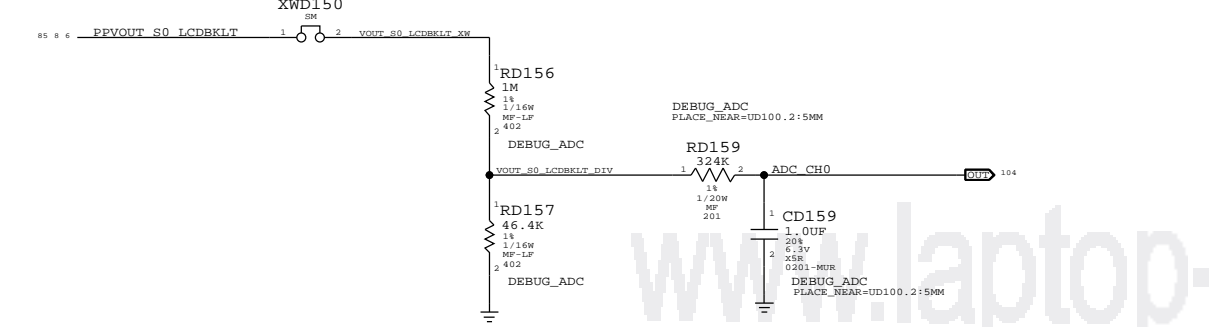 XWD150
SM
85 8 6 PPVOUT_S0_LCDBKLT 1 2 VOUT_S0_LCDBKLT_XW
1
RD156
1M
1%
1/16W
MF-LF
402
2
DEBUG_ADC
DEBUG_ADC
PLACE_NEAR=UD100.2:5MM
RD159
324K
VOUT_S0_LCDBKLT_DIV 1 2 ADC_CH0 OUT 104
1%
1/20W
MF
201
1
RD157
46.4K
1%
1/16W
MF-LF
402
2
DEBUG_ADC
1
CD159
1.0UF
20%
6.3V
X5R
0201-MUR
2
DEBUG_ADC
PLACE_NEAR=UD100.2:5MM
www.laptop-